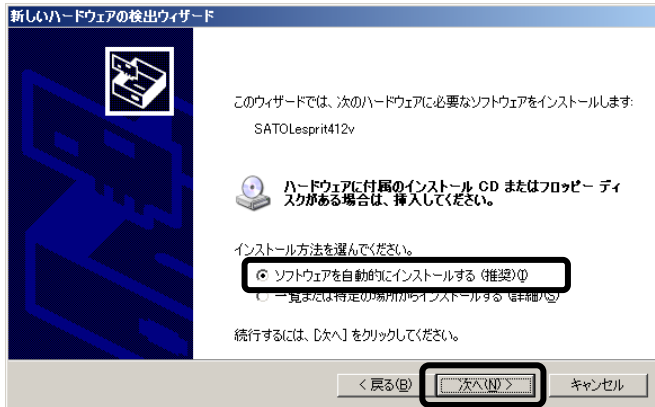 新しいハードウェアの検出ウィザード
このウィザードでは、次のハードウェアに必要なソフトウェアをインストールします:
SATOLesprit412v
ハードウェアに付属のインストール CD またはフロッピー ディ
スクがある場合は、挿入してください。
インストール方法を選んでください。
ソフトウェアを自動的にインストールする (推奨)(I)
一覧または特定の場所からインストールする (詳細)(S)
続行するには、[次へ] をクリックしてください。
< 戻る(B)
次へ(N) >
キャンセル